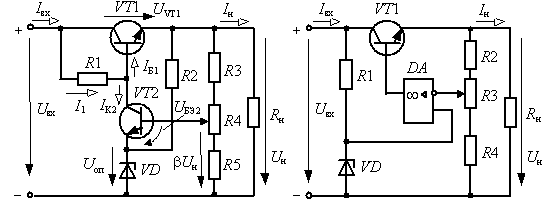 Iвх VT1 UVT1 Iн
+
R1 IБ1 R2 R3
I1 IК2 VT2
Uвх UБЭ2 R4 Rн
Uоп VD βUн R5 Uн
−
Iвх VT1 Iн
+
R1 DA R2
∞ R3
Uвх Rн
VD R4 Uн
−